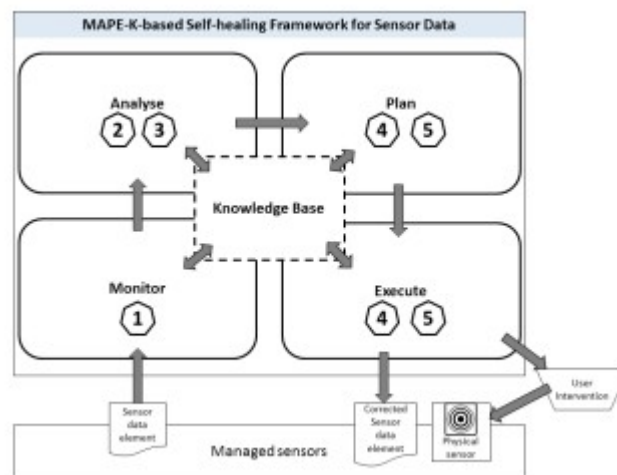 MAPE-K-based Self-healing Framework for Sensor Data
Analyse
2 3
Plan
4 5
Knowledge Base
Monitor
1
Execute
4 5
User
Intervention
Sensor
data
element
Corrected
Sensor
data
element
Physical
sensor
Managed sensors